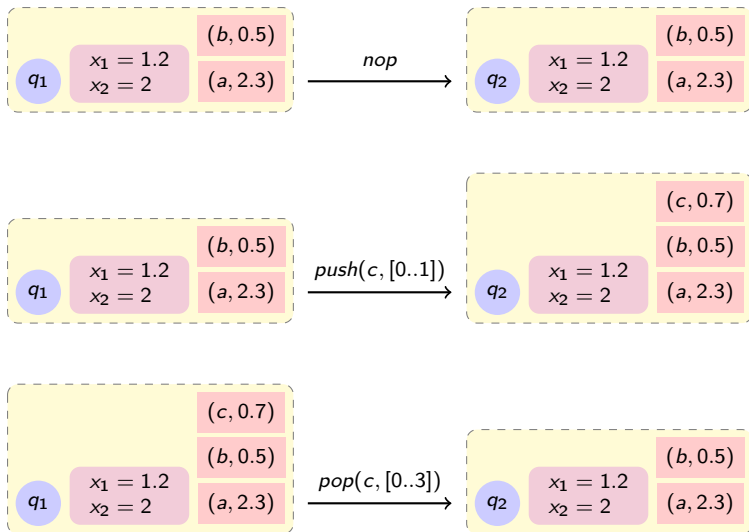 (b, 0.5)
x₁ = 1.2
x₂ = 2
q₁
(a, 2.3)
nop
(b, 0.5)
x₁ = 1.2
x₂ = 2
q₂
(a, 2.3)
(b, 0.5)
x₁ = 1.2
x₂ = 2
q₁
(a, 2.3)
push(c, [0..1])
(c, 0.7)
(b, 0.5)
x₁ = 1.2
x₂ = 2
q₂
(a, 2.3)
(c, 0.7)
(b, 0.5)
x₁ = 1.2
x₂ = 2
q₁
(a, 2.3)
pop(c, [0..3])
(b, 0.5)
x₁ = 1.2
x₂ = 2
q₂
(a, 2.3)